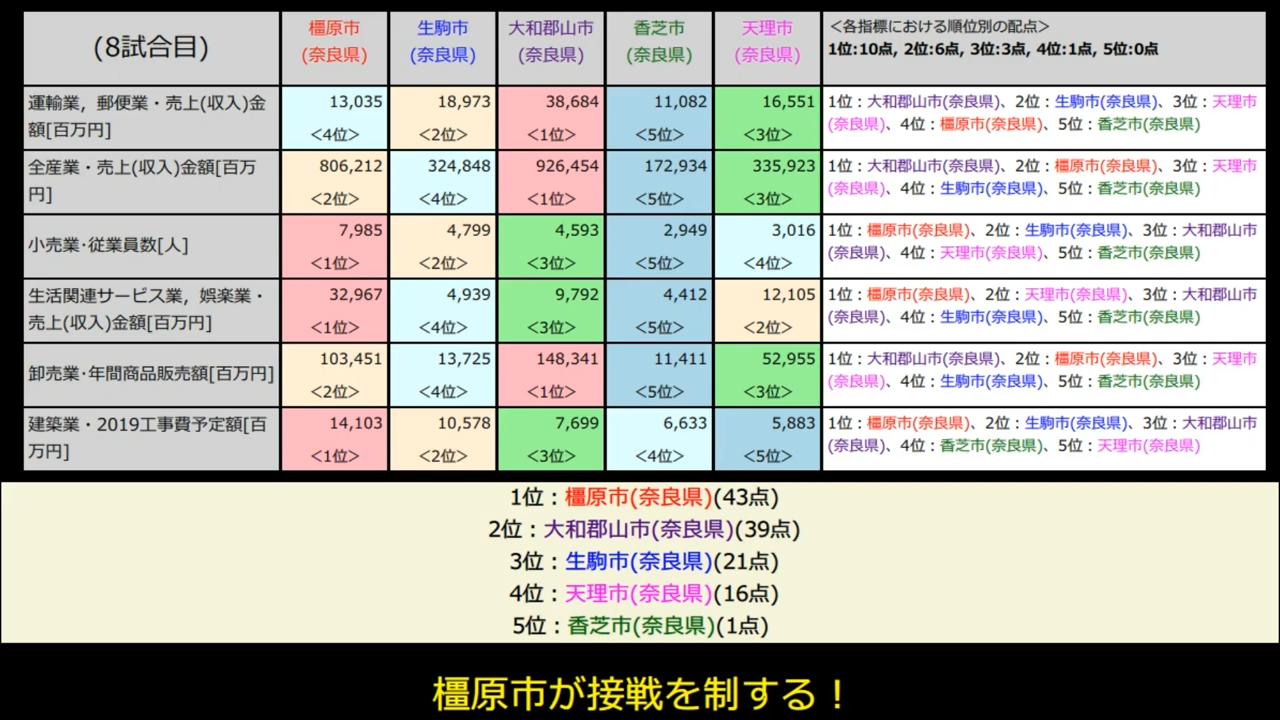 (8試合目)
橿原市
(奈良県)
生駒市
(奈良県)
大和郡山市
(奈良県)
香芝市
(奈良県)
天理市
(奈良県)
<各指標における順位別の配点>
1位:10点, 2位:6点, 3位:3点, 4位:1点, 5位:0点
運輸業，郵便業・売上(収入)金
額[百万円]
13,035
<4位>
18,973
<2位>
38,684
<1位>
11,082
<5位>
16,551
<3位>
1位：大和郡山市(奈良県)、2位：生駒市(奈良県)、3位：天理市
(奈良県)、4位：橿原市(奈良県)、5位：香芝市(奈良県)
全産業・売上(収入)金額[百万
円]
806,212
<2位>
324,848
<4位>
926,454
<1位>
172,934
<5位>
335,923
<3位>
1位：大和郡山市(奈良県)、2位：橿原市(奈良県)、3位：天理市
(奈良県)、4位：生駒市(奈良県)、5位：香芝市(奈良県)
小売業･従業員数[人]
7,985
<1位>
4,799
<2位>
4,593
<3位>
2,949
<5位>
3,016
<4位>
1位：橿原市(奈良県)、2位：生駒市(奈良県)、3位：大和郡山市
(奈良県)、4位：天理市(奈良県)、5位：香芝市(奈良県)
生活関連サービス業，娯楽業・
売上(収入)金額[百万円]
32,967
<1位>
4,939
<4位>
9,792
<3位>
4,412
<5位>
12,105
<2位>
1位：橿原市(奈良県)、2位：天理市(奈良県)、3位：大和郡山市
(奈良県)、4位：生駒市(奈良県)、5位：香芝市(奈良県)
卸売業･年間商品販売額[百万円]
103,451
<2位>
13,725
<4位>
148,341
<1位>
11,411
<5位>
52,955
<3位>
1位：大和郡山市(奈良県)、2位：橿原市(奈良県)、3位：天理市
(奈良県)、4位：生駒市(奈良県)、5位：香芝市(奈良県)
建築業・2019工事費予定額[百
万円]
14,103
<1位>
10,578
<2位>
7,699
<3位>
6,633
<4位>
5,883
<5位>
1位：橿原市(奈良県)、2位：生駒市(奈良県)、3位：大和郡山市
(奈良県)、4位：香芝市(奈良県)、5位：天理市(奈良県)
1位：橿原市(奈良県)(43点)
2位：大和郡山市(奈良県)(39点)
3位：生駒市(奈良県)(21点)
4位：天理市(奈良県)(16点)
5位：香芝市(奈良県)(1点)
橿原市が接戦を制する！